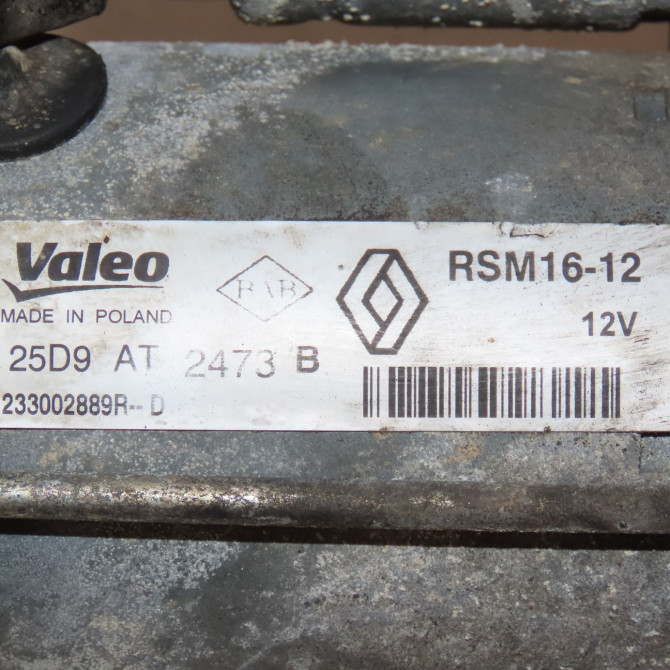 Valeo
MADE IN POLAND
RSM16-12
12V
25D9 AT 2473 B
233002889R-- D